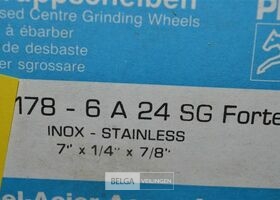 sed Centre Grinding Wheels
à ébarber
de desbaste
178 - 6 A 24 SG Forte
INOX - STAINLESS
7" x 1/4" x 7/8"
BELGA VEILINGEN